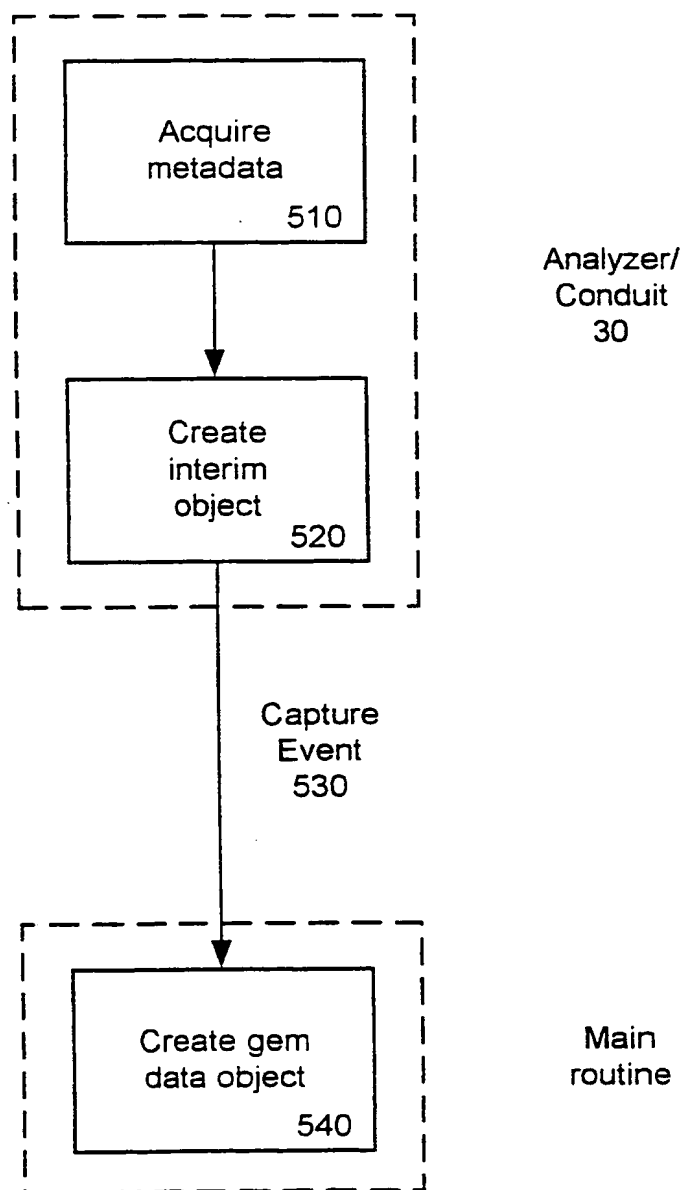 Acquire
metadata
510
Analyzer/
Conduit
30
Create
interim
object
520
Capture
Event
530
Create gem
data object
540
Main
routine